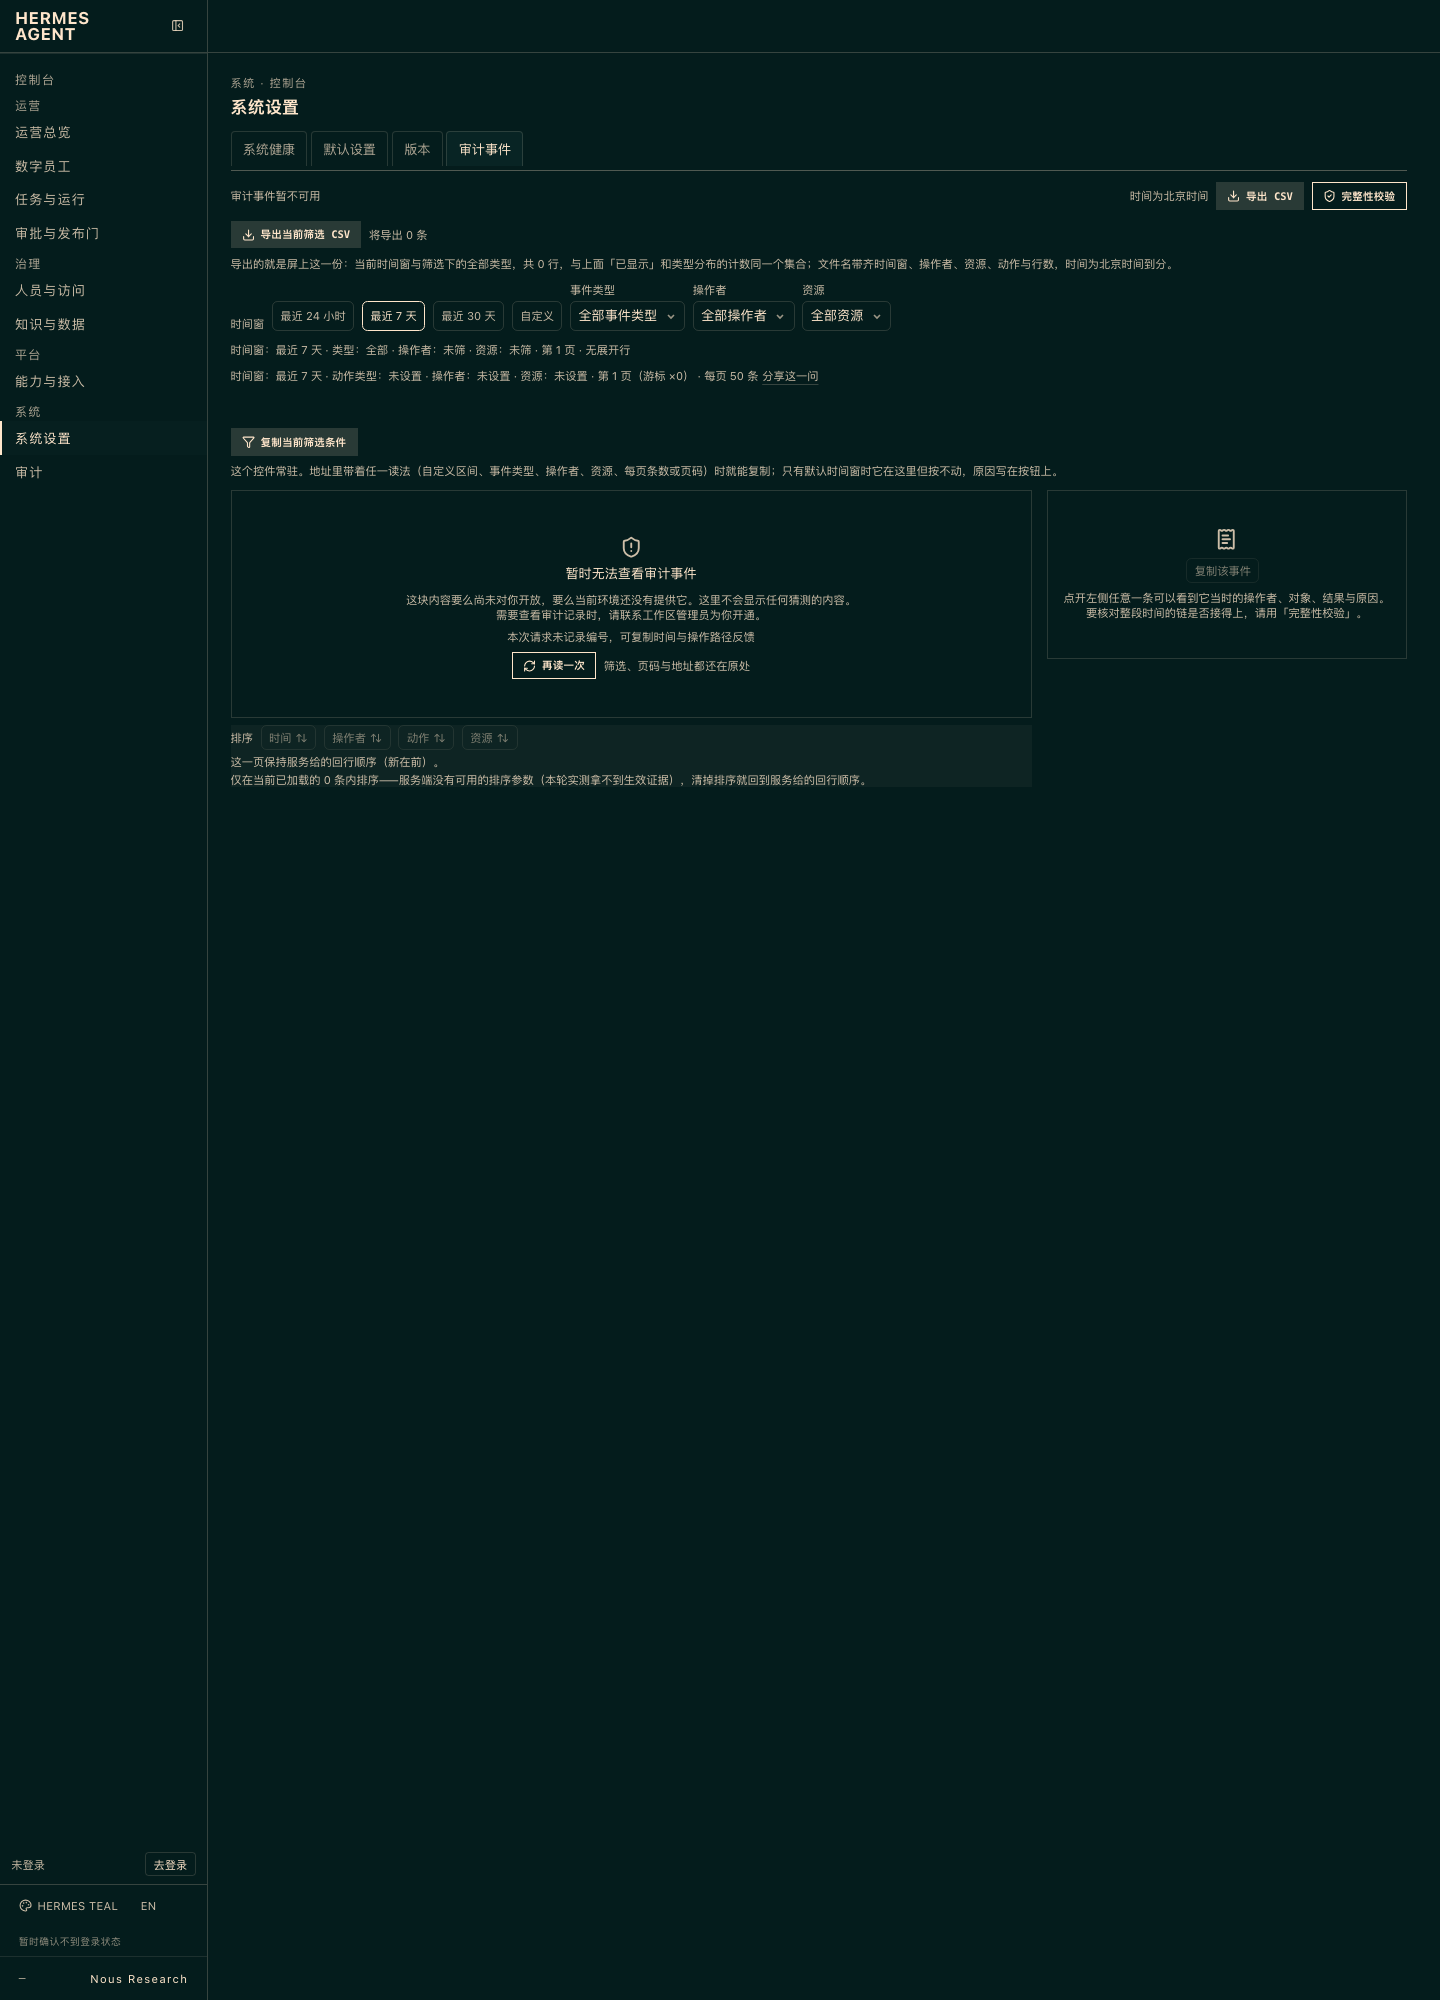 HERMES
AGENT
控制台
运营
运营总览
数字员工
任务与运行
审批与发布门
治理
人员与访问
知识与数据
平台
能力与接入
系统
系统设置
审计
未登录
去登录
HERMES TEAL
EN
暂时确认不到登录状态
—
Nous Research
系统 · 控制台
系统设置
系统健康
默认设置
版本
审计事件
审计事件暂不可用
时间为北京时间
导出 CSV
完整性校验
导出当前筛选 CSV
将导出 0 条
导出的就是屏上这一份：当前时间窗与筛选下的全部类型，共 0 行，与上面「已显示」和类型分布的计数同一个集合；文件名带齐时间窗、操作者、资源、动作与行数，时间为北京时间到分。
时间窗
最近 24 小时
最近 7 天
最近 30 天
自定义
事件类型
全部事件类型
操作者
全部操作者
资源
全部资源
时间窗：最近 7 天 · 类型：全部 · 操作者：未筛 · 资源：未筛 · 第 1 页 · 无展开行
时间窗：最近 7 天 · 动作类型：未设置 · 操作者：未设置 · 资源：未设置 · 第 1 页（游标 ×0） · 每页 50 条 分享这一问
复制当前筛选条件
这个控件常驻。地址里带着任一读法（自定义区间、事件类型、操作者、资源、每页条数或页码）时就能复制；只有默认时间窗时它在这里但按不动，原因写在按钮上。
暂时无法查看审计事件
这块内容要么尚未对你开放，要么当前环境还没有提供它。这里不会显示任何猜测的内容。
需要查看审计记录时，请联系工作区管理员为你开通。
本次请求未记录编号，可复制时间与操作路径反馈
再读一次
筛选、页码与地址都还在原处
复制该事件
点开左侧任意一条可以看到它当时的操作者、对象、结果与原因。
要核对整段时间的链是否接得上，请用「完整性校验」。
排序
时间
操作者
动作
资源
这一页保持服务给的回行顺序（新在前）。
仅在当前已加载的 0 条内排序——服务端没有可用的排序参数（本轮实测拿不到生效证据），清掉排序就回到服务给的回行顺序。